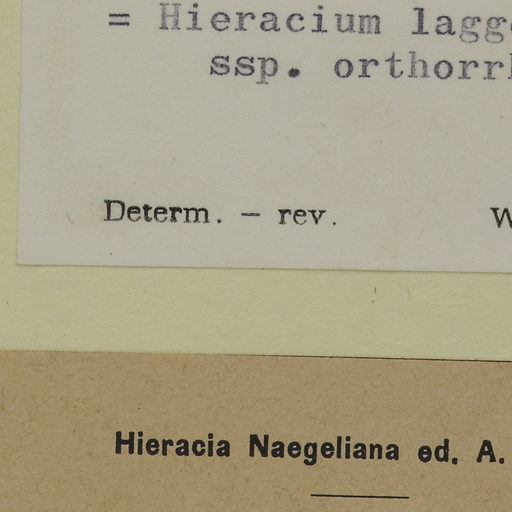 = Hieracium lagg
ssp. orthorr
Determ. — rev.
Hieracia Naegeliana ed. A.